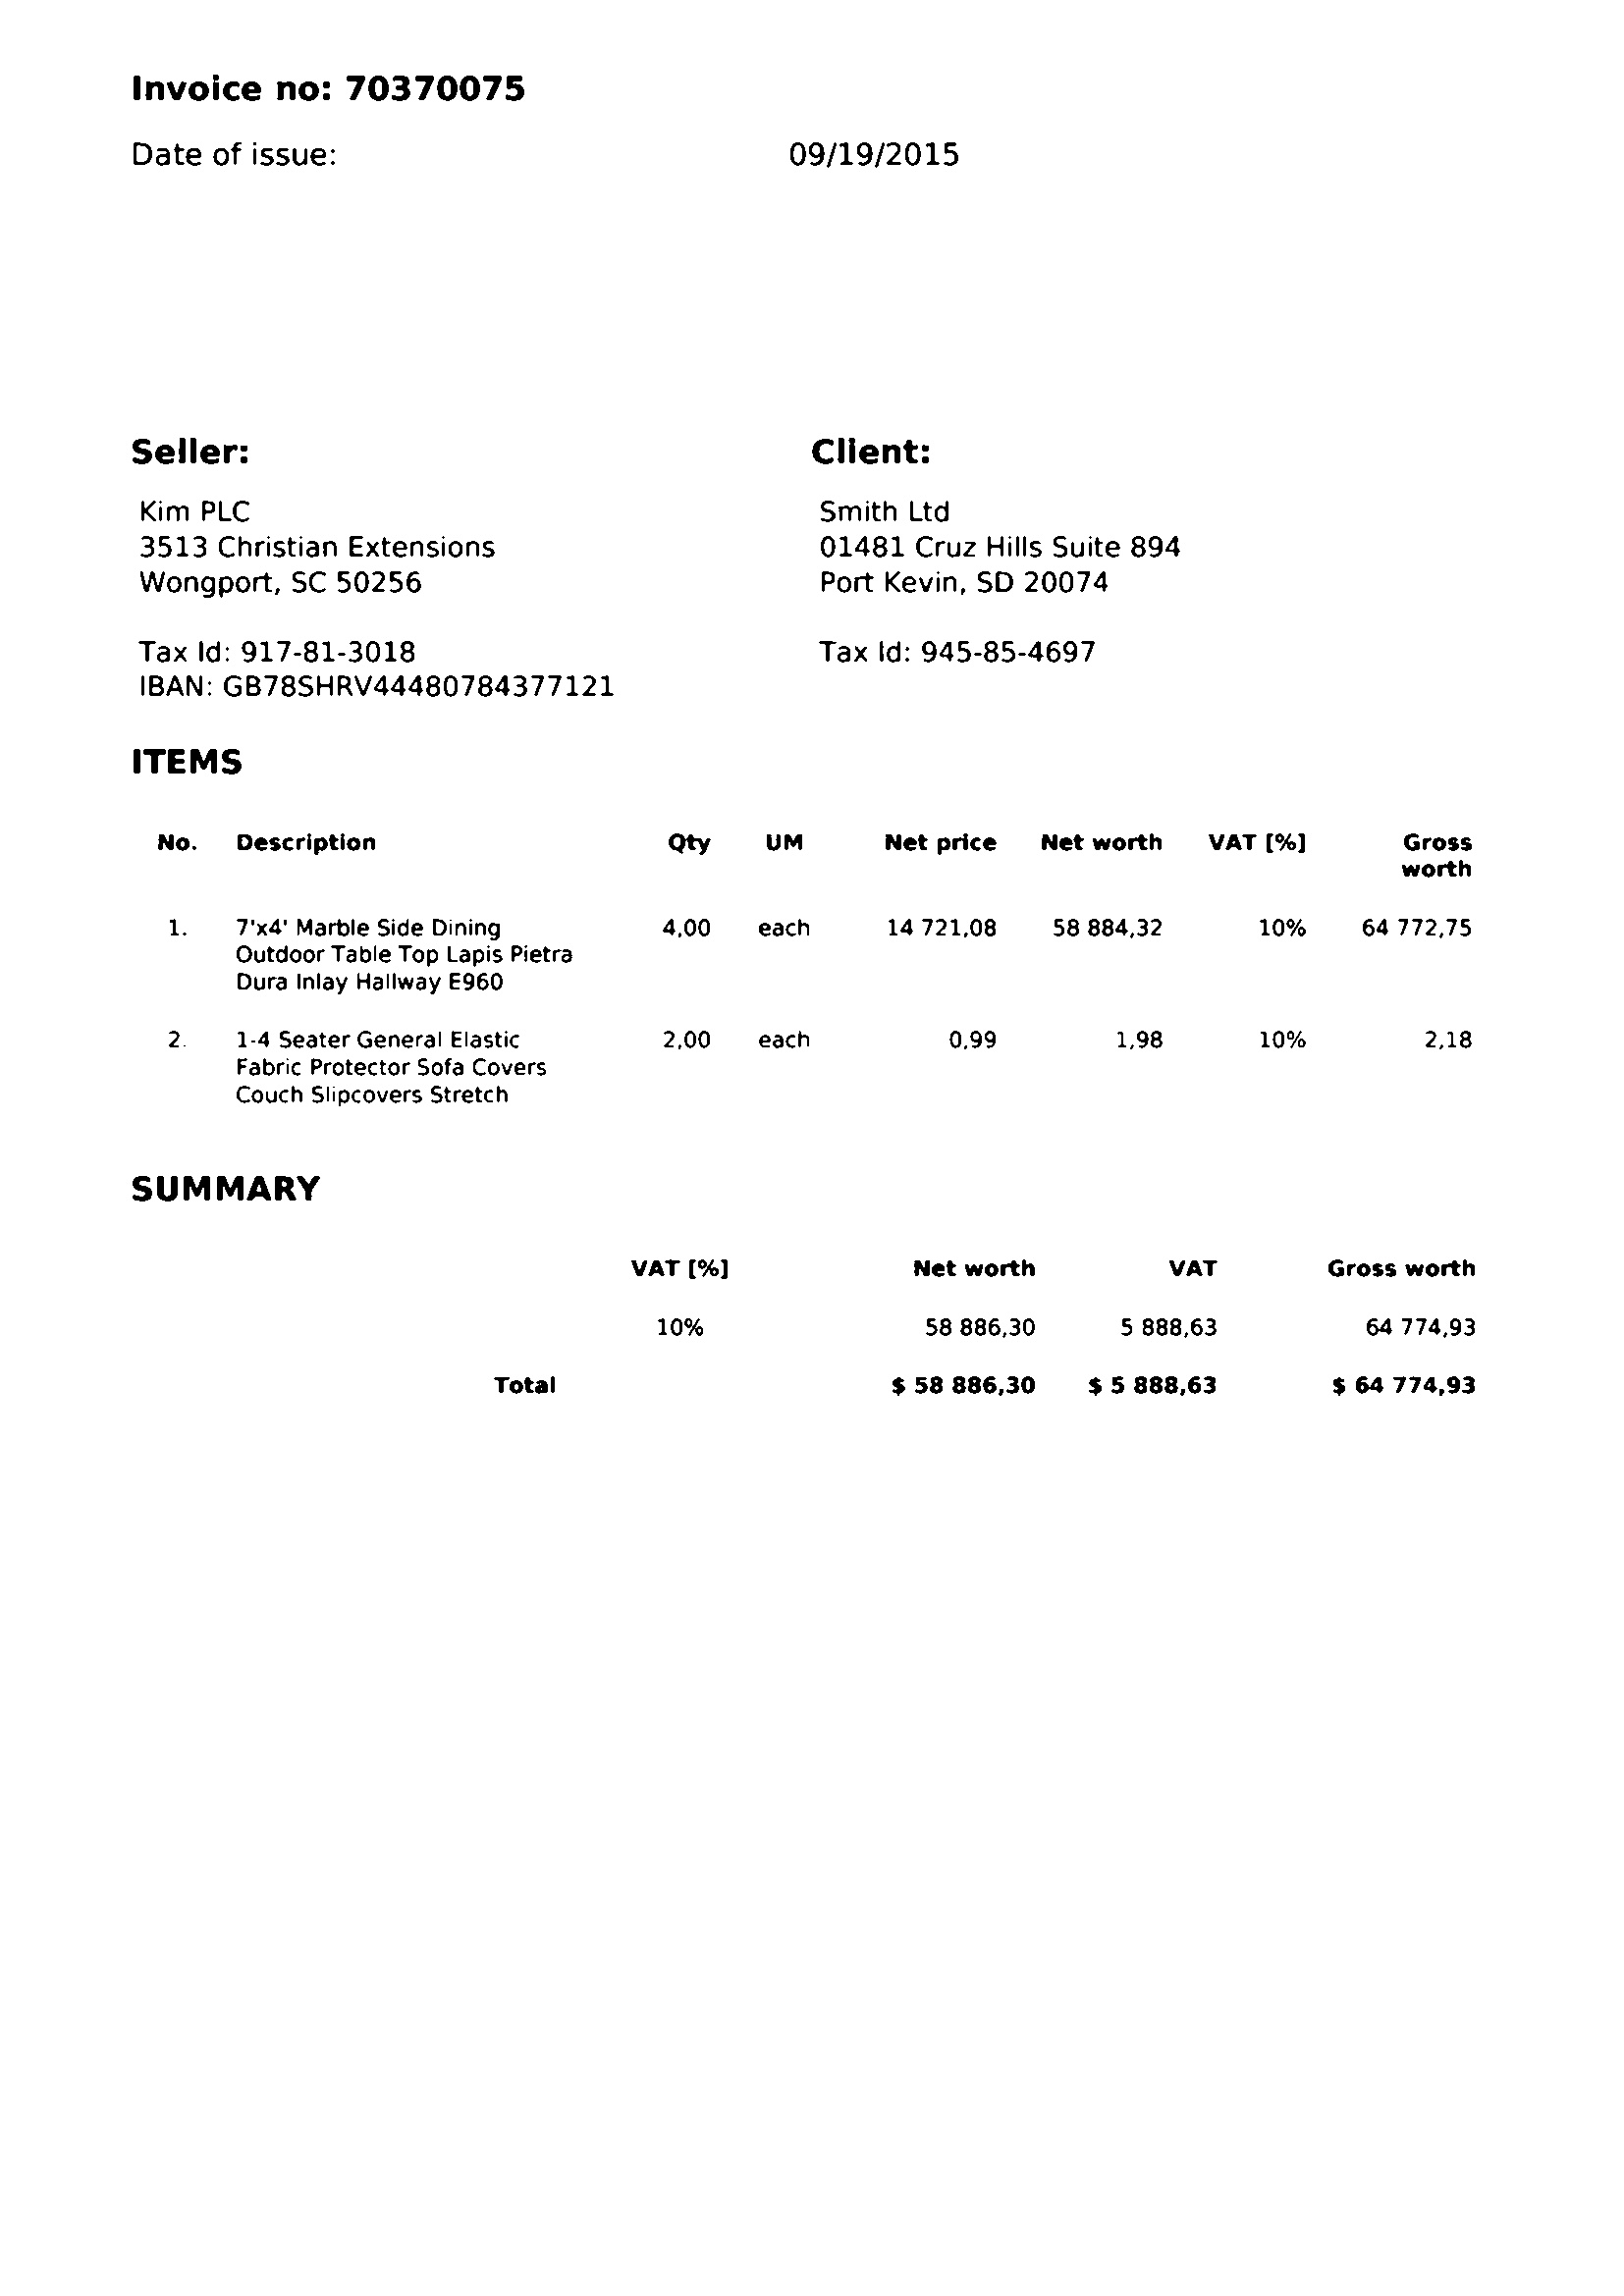 Invoice no: 70370075
Date of issue: 09/19/2015
Seller: Client:
Kim PLC Smith Ltd
3513 Christian Extensions 01481 Cruz Hills Suite 894
Wongport, SC 50256 Port Kevin, SD 20074
Tax Id: 917-81-3018 Tax Id: 945-85-4697
IBAN: GB78SHRV44480784377121
ITEMS
No. Description Qty UM Net price Net worth VAT [%] Gross
worth
1. 7'x4' Marble Side Dining 4,00 each 14 721,08 58 884,32 10% 64 772,75
Outdoor Table Top Lapis Pietra
Dura Inlay Hallway E960
2. 1-4 Seater General Elastic 2,00 each 0,99 1,98 10% 2,18
Fabric Protector Sofa Covers
Couch Slipcovers Stretch
SUMMARY
VAT [%] Net worth VAT Gross worth
10% 58 886,30 5 888,63 64 774,93
Total $ 58 886,30 $ 5 888,63 $ 64 774,93